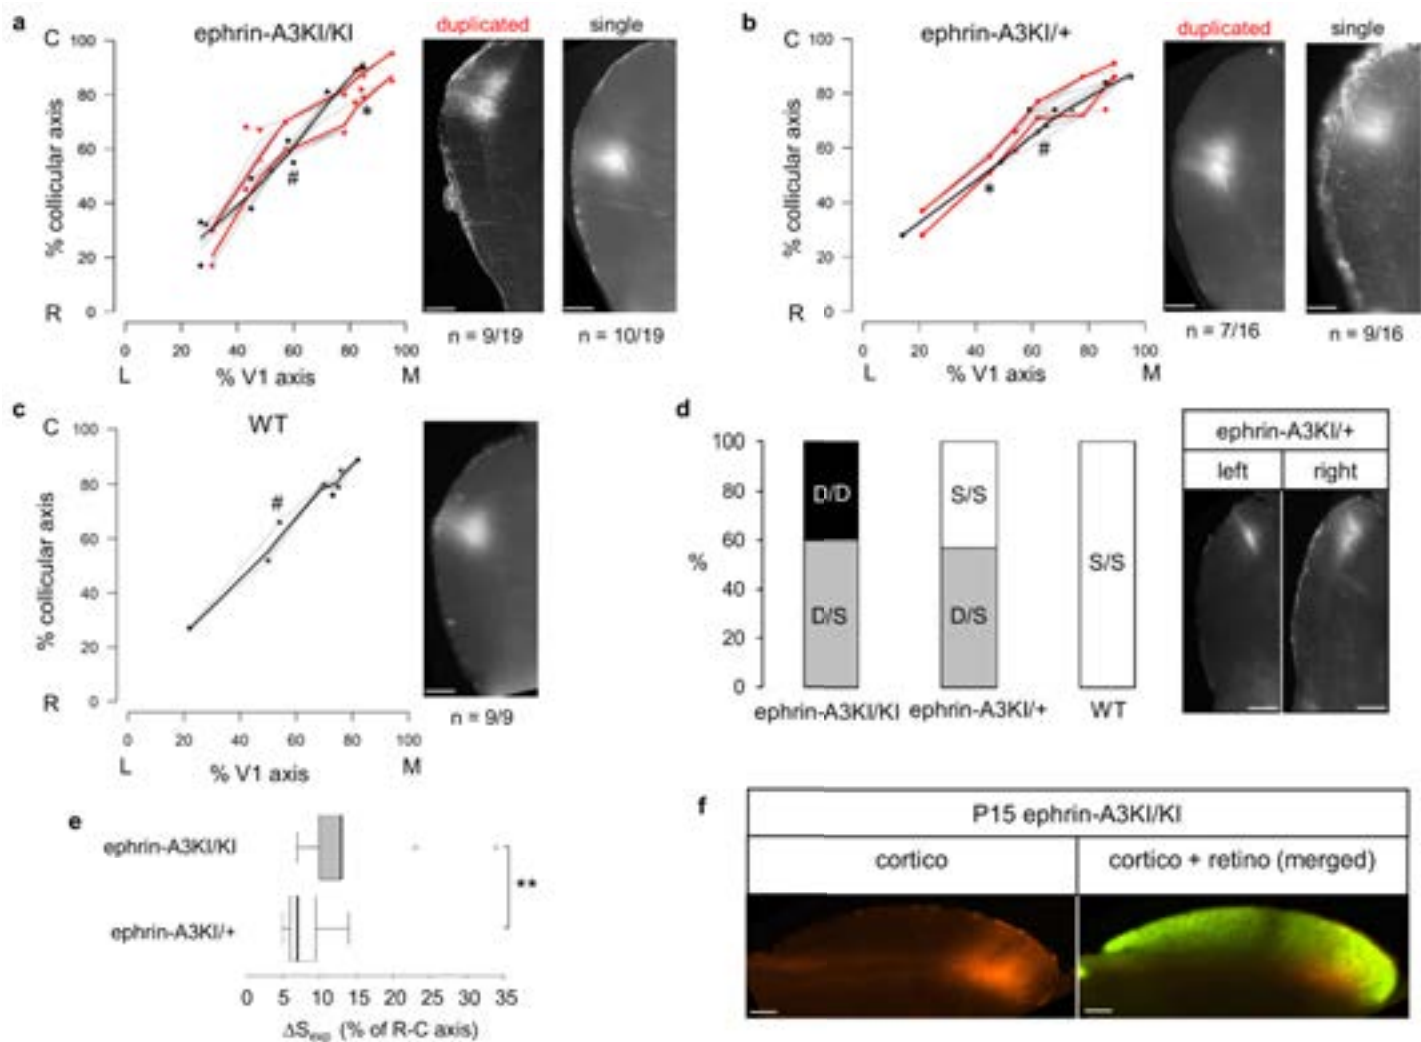 a
ephrin-A3KI/KI
duplicated
single
C
100
80
60
40
20
0
R
% collicular axis
*
#
0 20 40 60 80 100
L
% V1 axis
M
n = 9/19
n = 10/19
b
ephrin-A3KI/+
duplicated
single
C
100
80
60
40
20
0
R
% collicular axis
#
*
0 20 40 60 80 100
L
% V1 axis
M
n = 7/16
n = 9/16
c
WT
C
100
80
60
40
20
0
R
% collicular axis
#
0 20 40 60 80 100
L
% V1 axis
M
n = 9/9
d
100
80
60
40
20
0
%
D/D
D/S
S/S
D/S
S/S
ephrin-A3KI/KI
ephrin-A3KI/+
WT
ephrin-A3KI/+
left
right
e
ephrin-A3KI/KI
ephrin-A3KI/+
**
0 5 10 15 20 25 30 35
ΔSexp (% of R-C axis)
f
P15 ephrin-A3KI/KI
cortico
cortico + retino (merged)